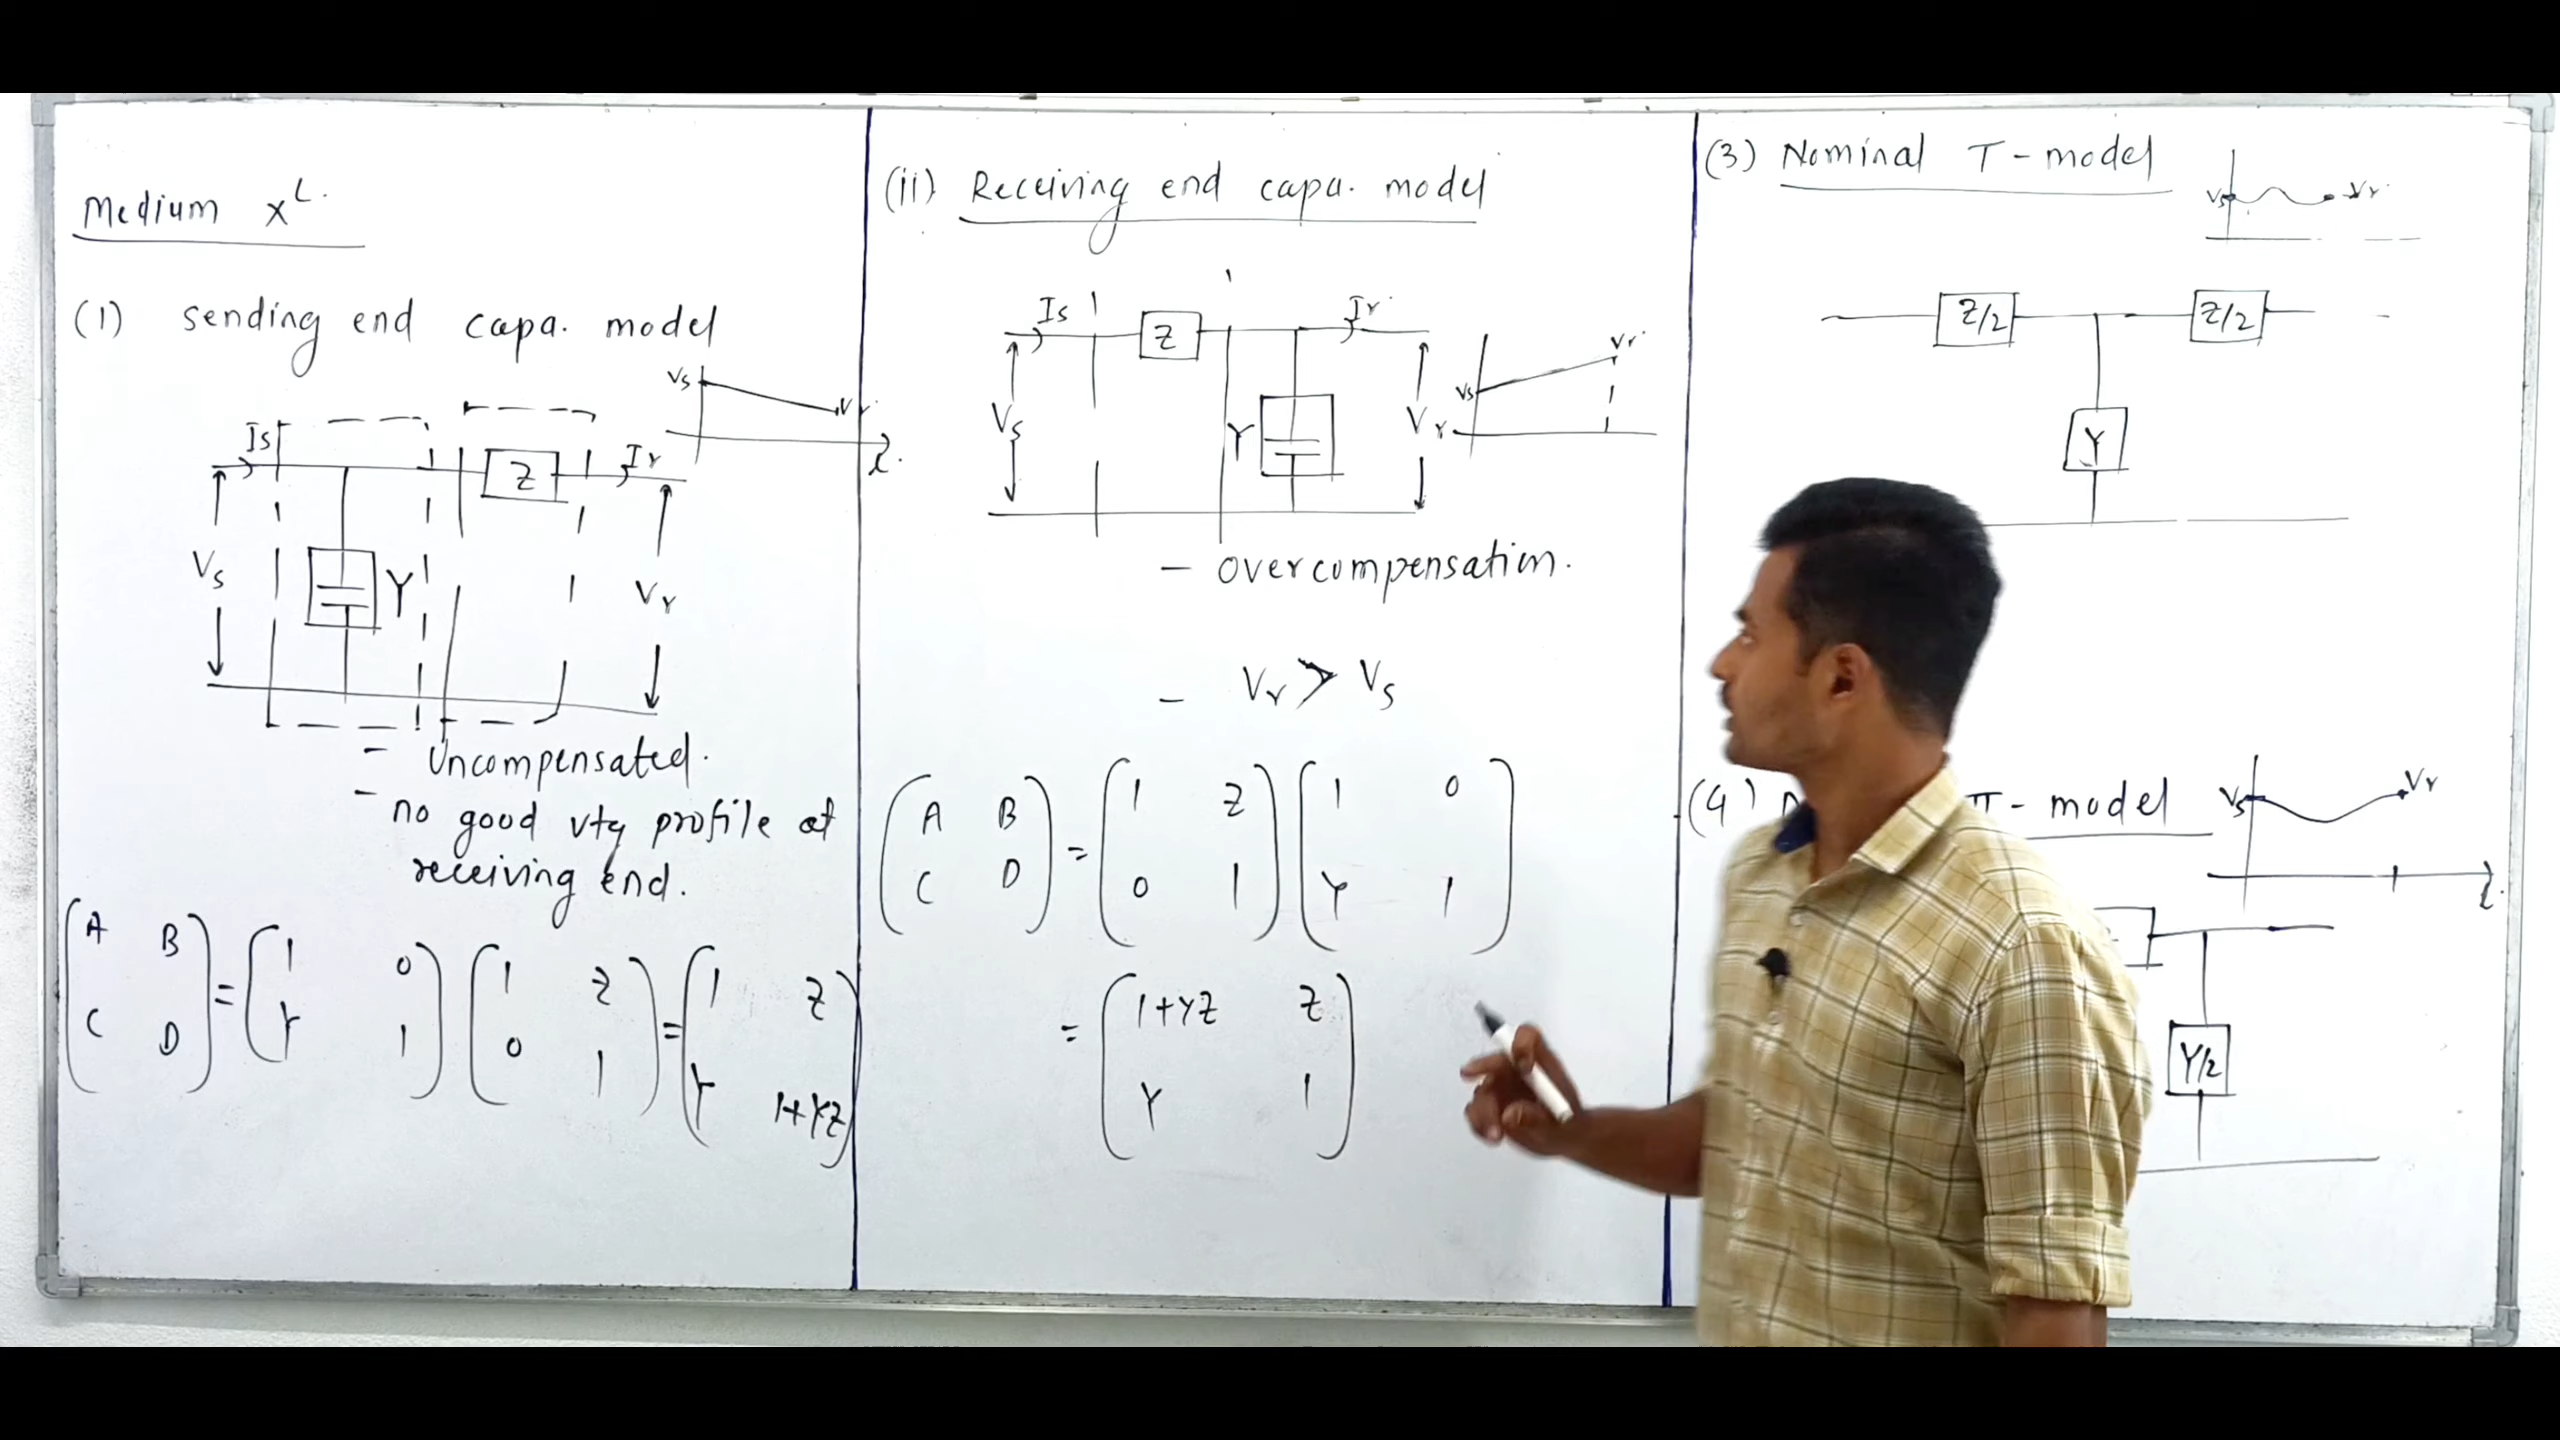 Medium x^L.
(1) sending end capa. model
Vs
Vr
l.
Is
Z
Ir
Vs
Y
Vr
- Uncompensated.
- no good vtg profile at
receiving end.
(A B
C D) = (1 0
Y 1) (1 Z
0 1) = (1 Z
Y 1+YZ)
(ii) Receiving end capa. model
Is
Z
Ir
Vs
Y
Vr
Vs
Vr
- overcompensation.
- Vr > Vs
(A B
C D) = (1 Z
0 1) (1 0
Y 1)
= (1+YZ Z
Y 1)
(3) Nominal T-model
Vs
Vr
Z/2
Z/2
Y
(4) π-model
Vs
Vr
l.
Y/2